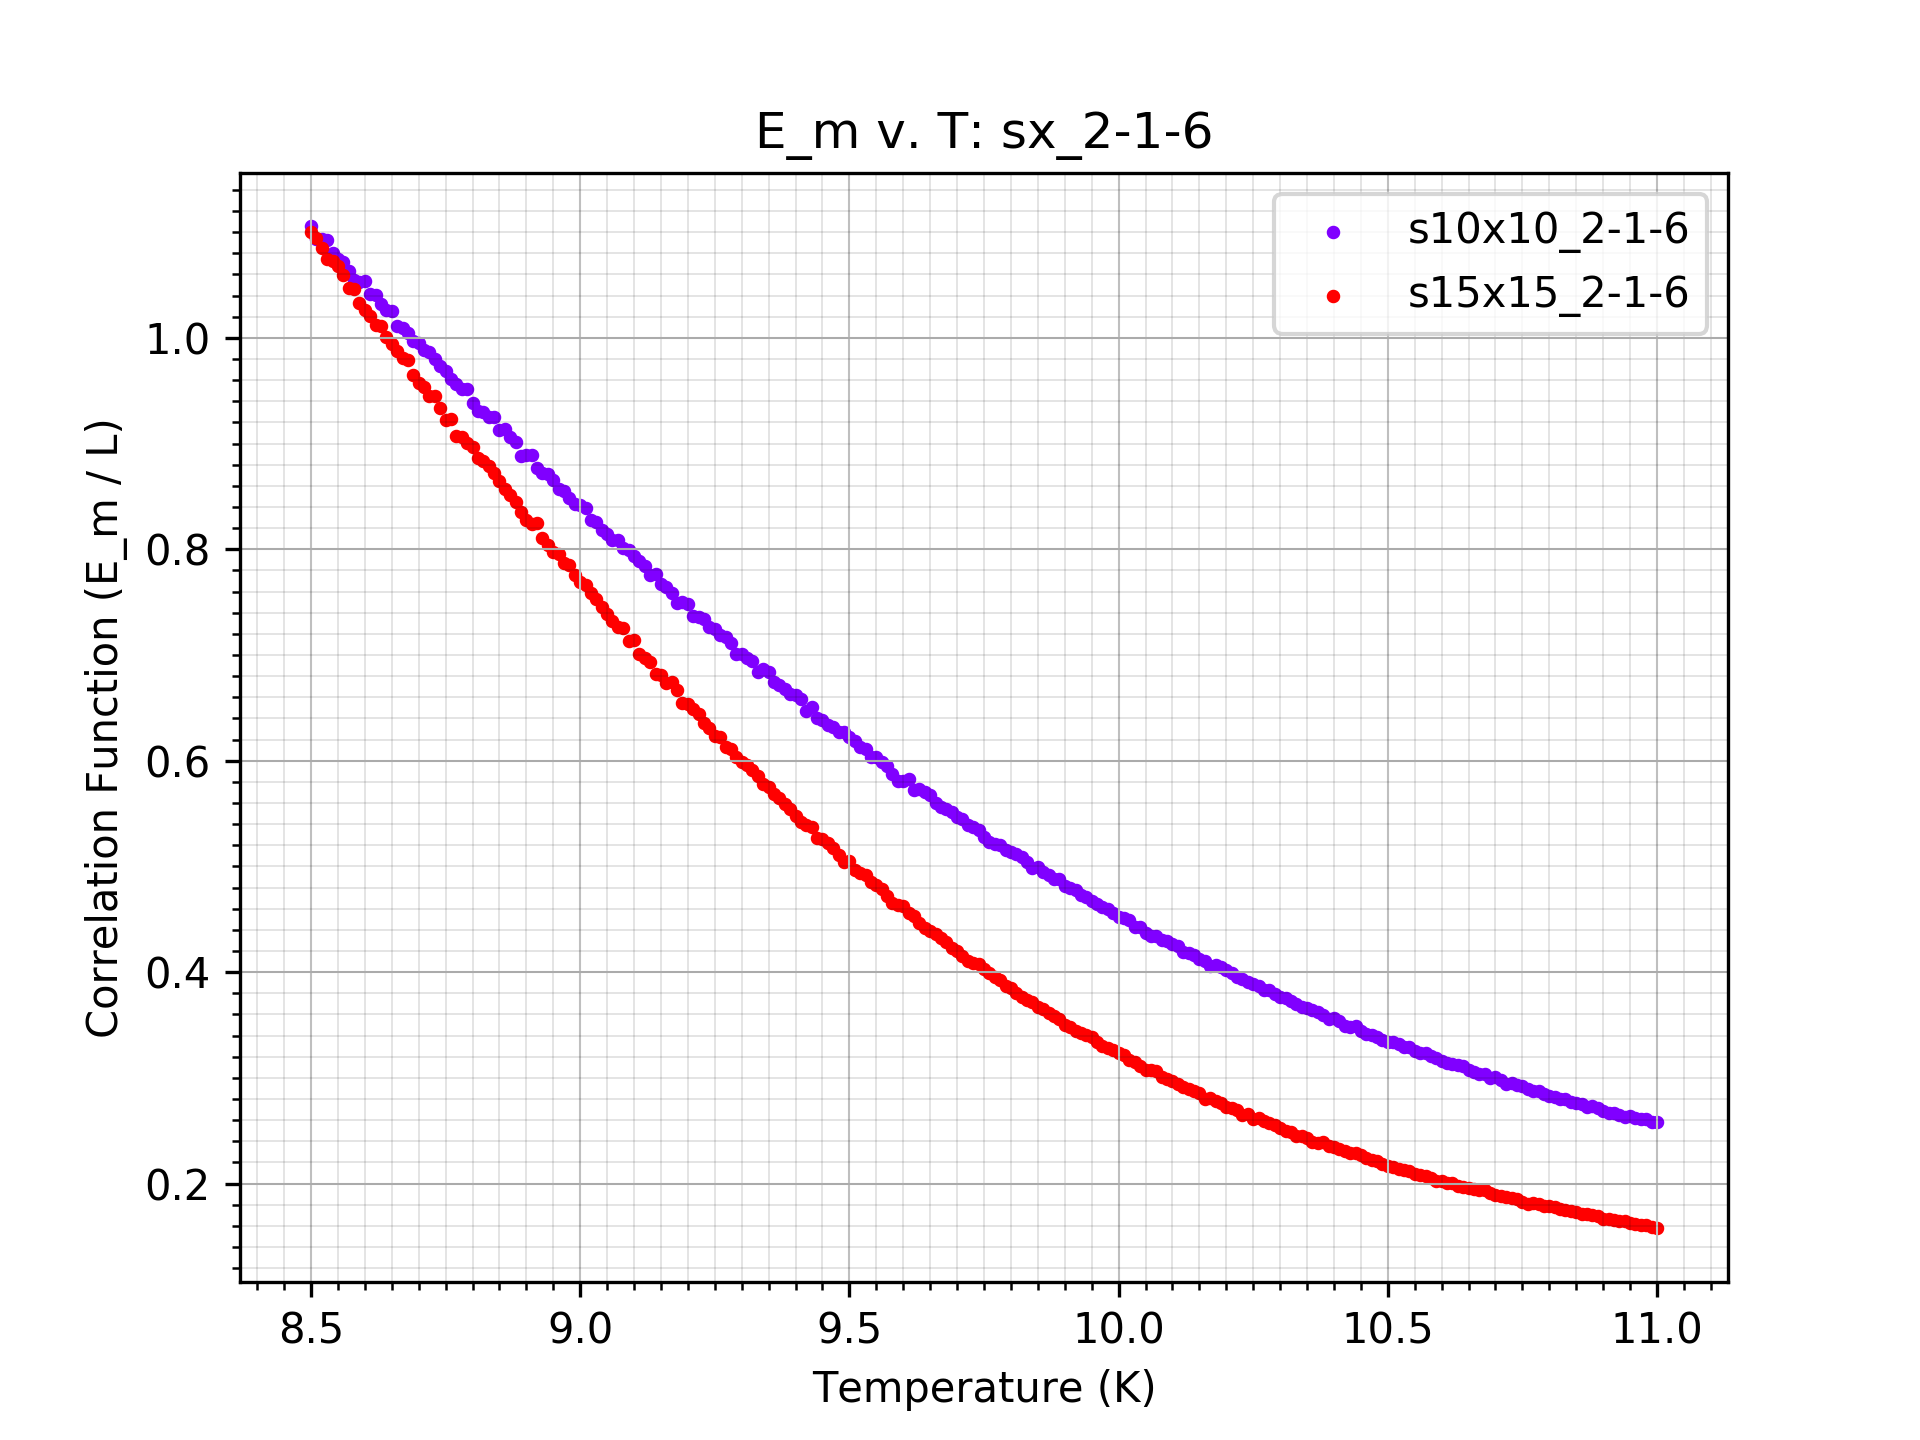 E_m v. T: sx_2-1-6
s10x10_2-1-6
s15x15_2-1-6
Correlation Function (E_m / L)
1.0
0.8
0.6
0.4
0.2
8.5 9.0 9.5 10.0 10.5 11.0
Temperature (K)